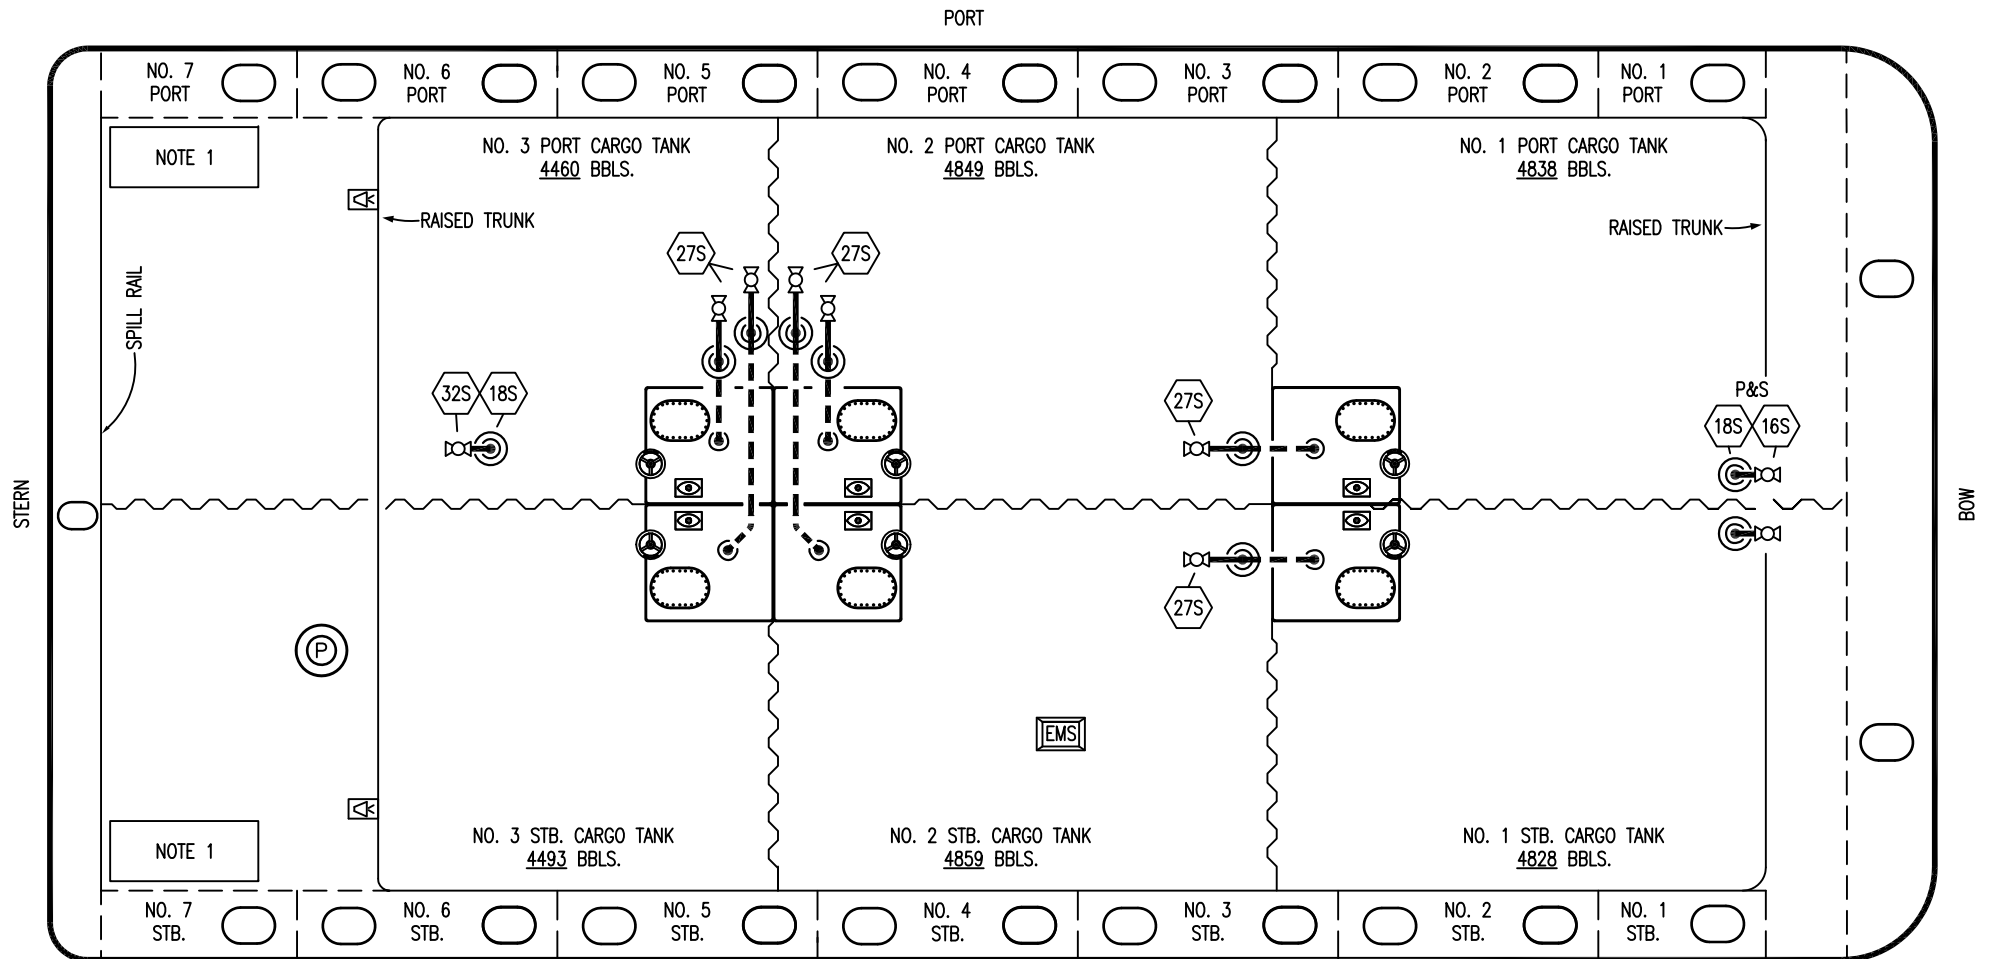 PORT
NO. 7
PORT
NO. 6
PORT
NO. 5
PORT
NO. 4
PORT
NO. 3
PORT
NO. 2
PORT
NO. 1
PORT
NOTE 1
NO. 3 PORT CARGO TANK
4460 BBLS.
NO. 2 PORT CARGO TANK
4849 BBLS.
NO. 1 PORT CARGO TANK
4838 BBLS.
RAISED TRUNK
RAISED TRUNK
SPILL RAIL
27S
27S
32S
18S
27S
P&S
18S
16S
STERN
BOW
27S
P
EMS
NOTE 1
NO. 3 STB. CARGO TANK
4493 BBLS.
NO. 2 STB. CARGO TANK
4859 BBLS.
NO. 1 STB. CARGO TANK
4828 BBLS.
NO. 7
STB.
NO. 6
STB.
NO. 5
STB.
NO. 4
STB.
NO. 3
STB.
NO. 2
STB.
NO. 1
STB.